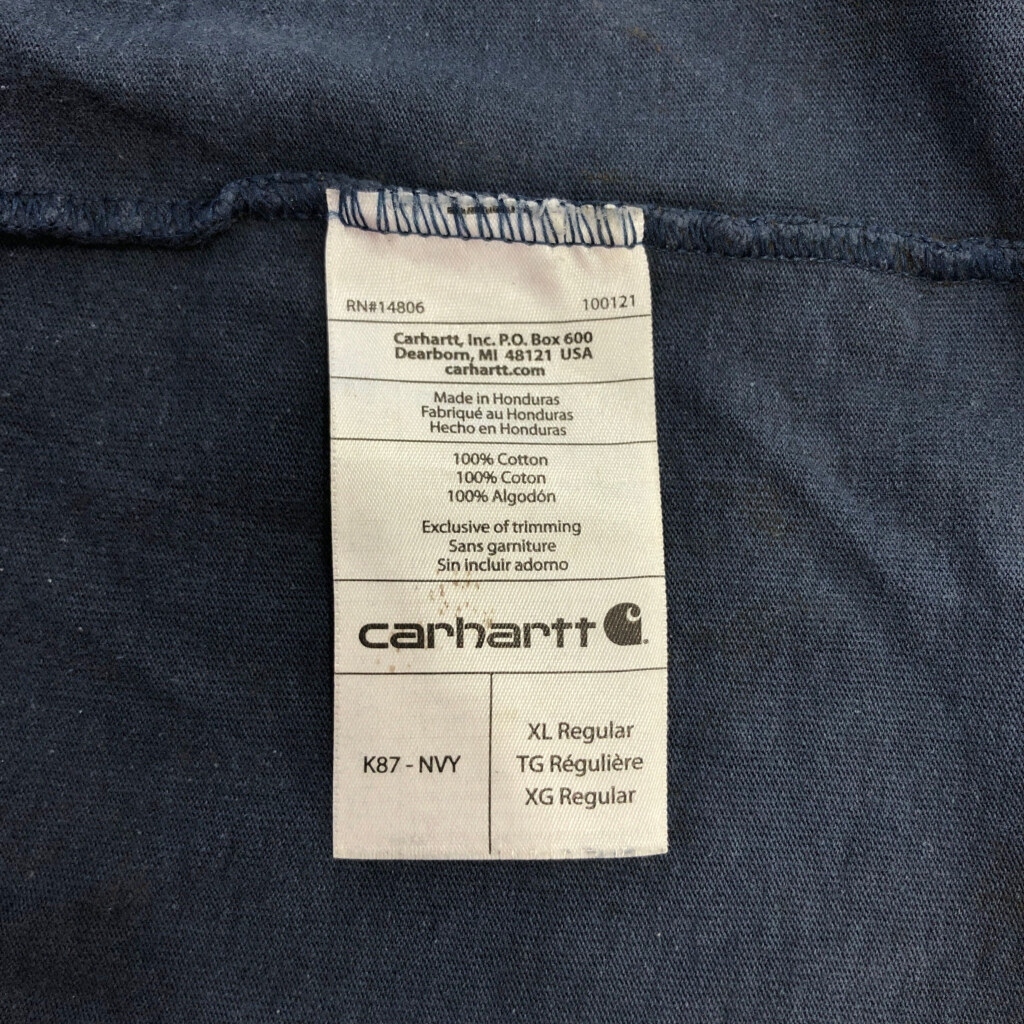 RN#14806 100121
Carhartt, Inc. P.O. Box 600
Dearborn, MI 48121 USA
carhartt.com
Made in Honduras
Fabriqué au Honduras
Hecho en Honduras
100% Cotton
100% Coton
100% Algodón
Exclusive of trimming
Sans garniture
Sin incluir adorno
carhartt
K87 - NVY
XL Regular
TG Régulière
XG Regular